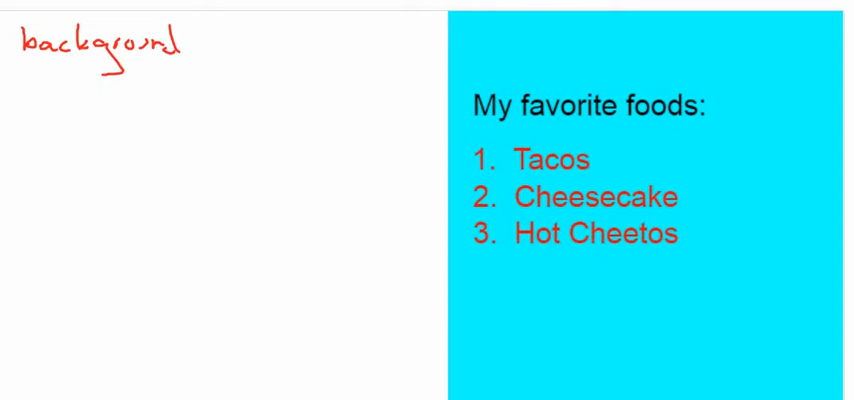 background
My favorite foods:
1. Tacos
2. Cheesecake
3. Hot Cheetos